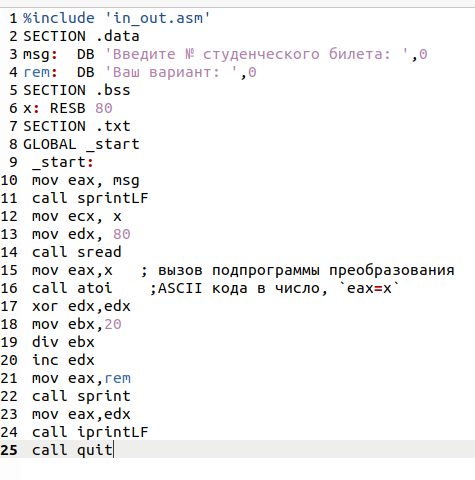 1 %include 'in_out.asm'
2 SECTION .data
3 msg:  DB 'Введите № студенческого билета: ',0
4 rem:  DB 'Ваш вариант: ',0
5 SECTION .bss
6 x: RESB 80
7 SECTION .txt
8 GLOBAL _start
9  _start:
10  mov eax, msg
11  call sprintLF
12  mov ecx, x
13  mov edx, 80
14  call sread
15  mov eax,x   ; вызов подпрограммы преобразования
16  call atoi    ;ASCII кода в число, `eax=x`
17  xor edx,edx
18  mov ebx,20
19  div ebx
20  inc edx
21  mov eax,rem
22  call sprint
23  mov eax,edx
24  call iprintLF
25  call quit